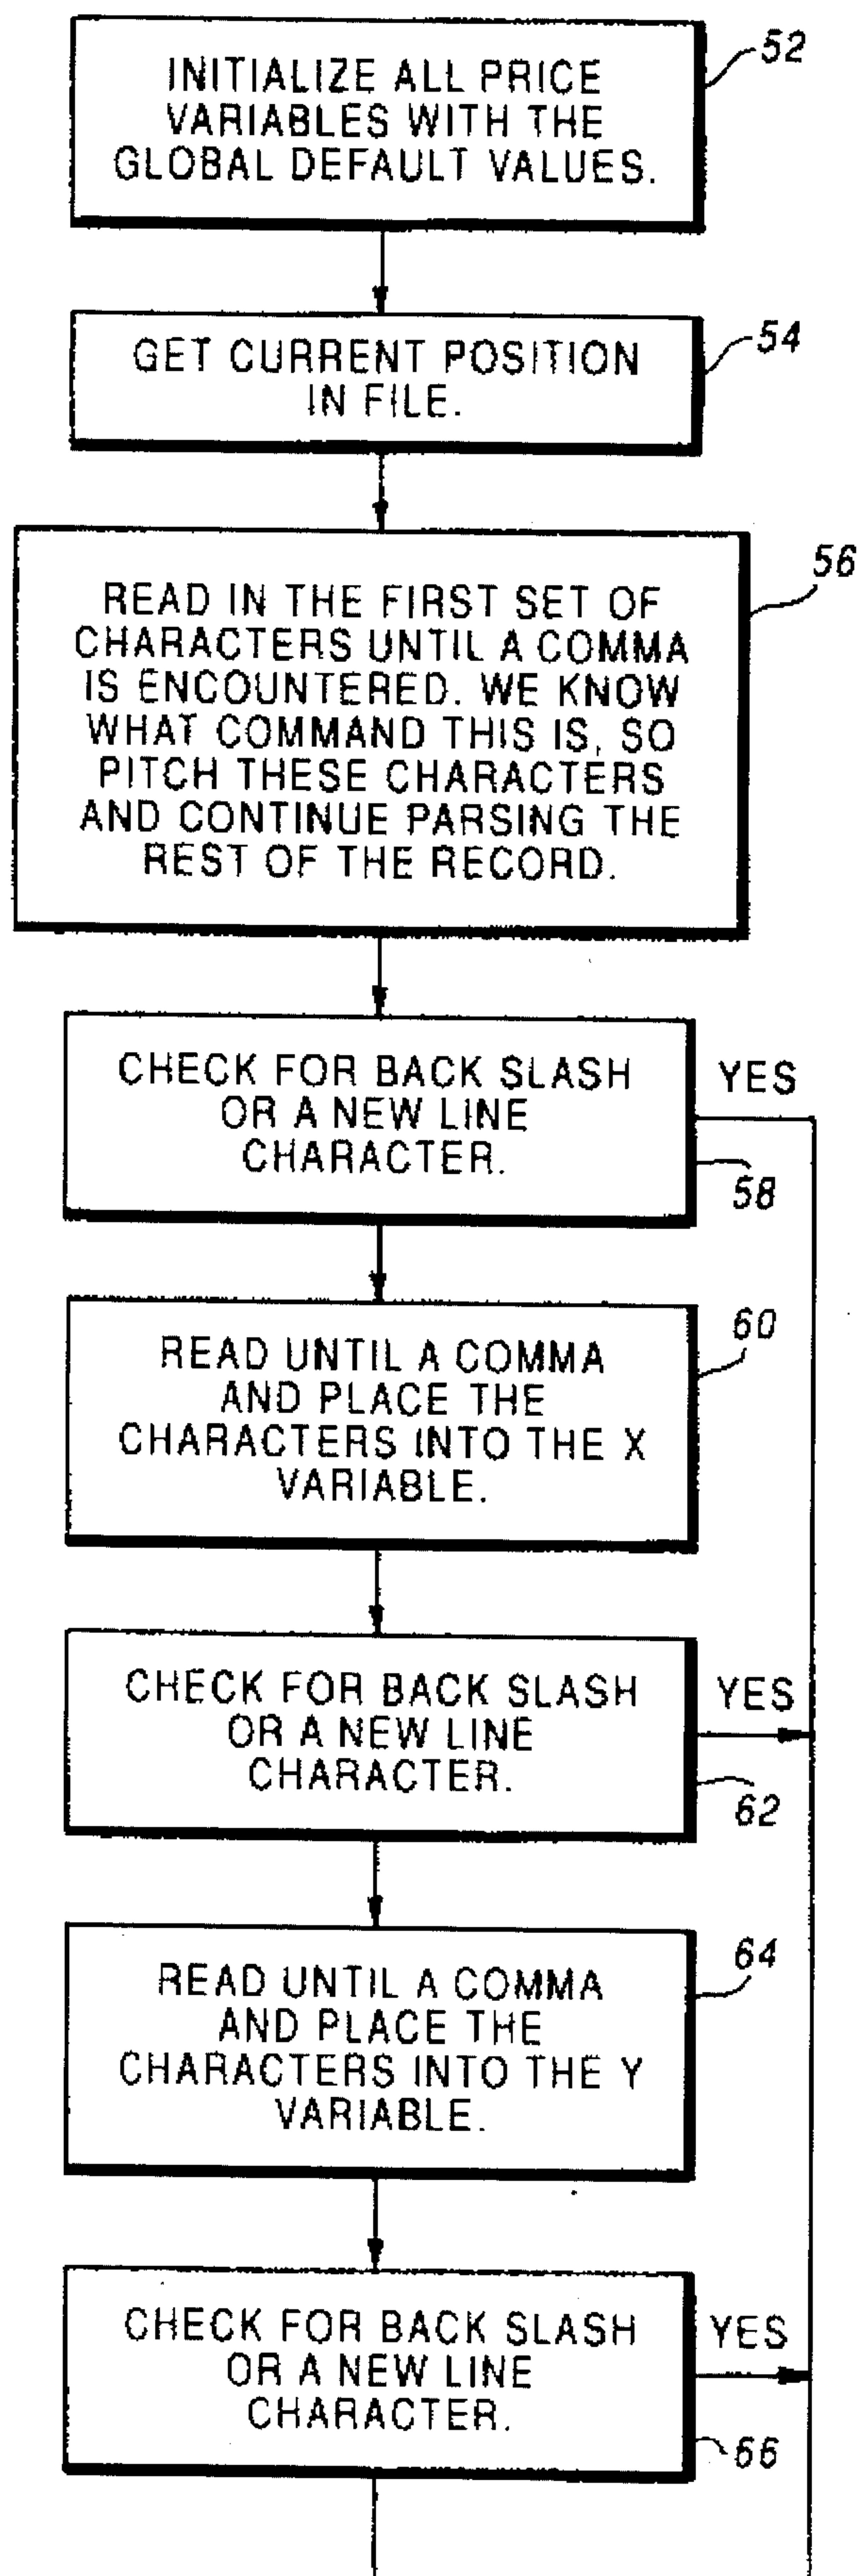 INITIALIZE ALL PRICE
VARIABLES WITH THE
GLOBAL DEFAULT VALUES.
52
GET CURRENT POSITION
IN FILE.
54
READ IN THE FIRST SET OF
CHARACTERS UNTIL A COMMA
IS ENCOUNTERED. WE KNOW
WHAT COMMAND THIS IS, SO
PITCH THESE CHARACTERS
AND CONTINUE PARSING THE
REST OF THE RECORD.
56
CHECK FOR BACK SLASH
OR A NEW LINE
CHARACTER.
YES
58
READ UNTIL A COMMA
AND PLACE THE
CHARACTERS INTO THE X
VARIABLE.
60
CHECK FOR BACK SLASH
OR A NEW LINE
CHARACTER.
YES
62
READ UNTIL A COMMA
AND PLACE THE
CHARACTERS INTO THE Y
VARIABLE.
64
CHECK FOR BACK SLASH
OR A NEW LINE
CHARACTER.
YES
66